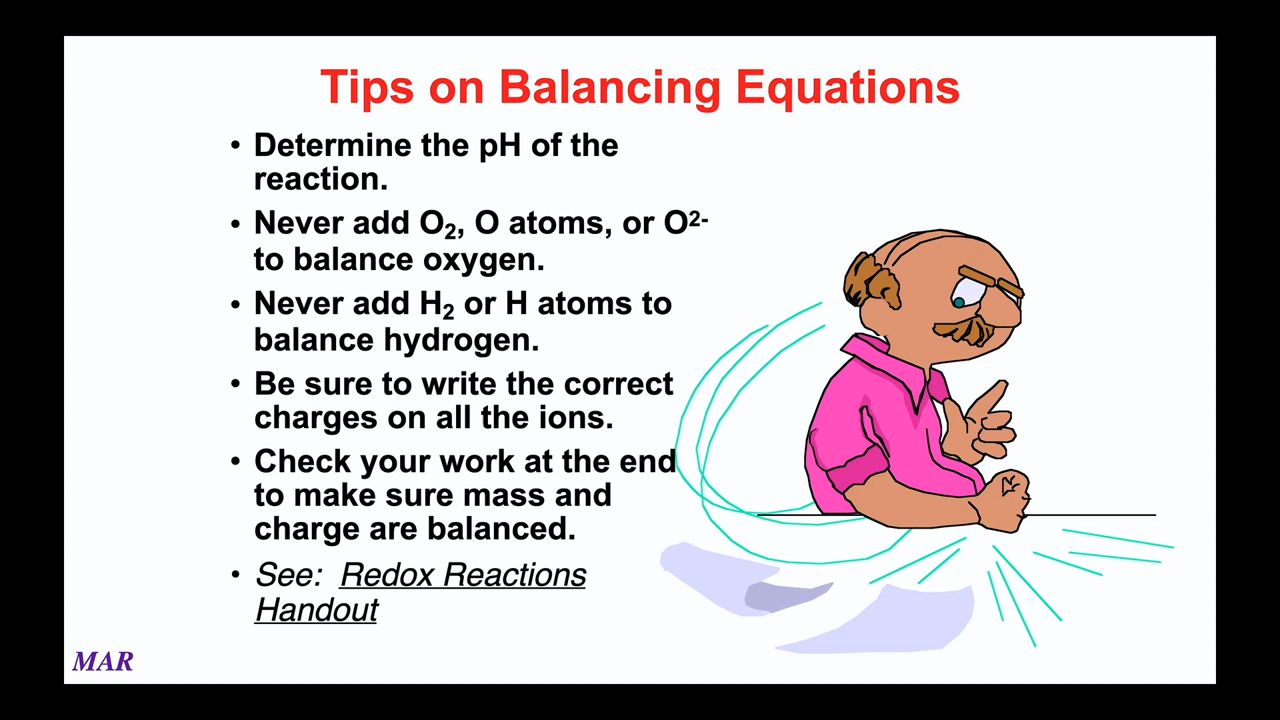 Tips on Balancing Equations
• Determine the pH of the
reaction.
• Never add O₂, O atoms, or O²⁻
to balance oxygen.
• Never add H₂ or H atoms to
balance hydrogen.
• Be sure to write the correct
charges on all the ions.
• Check your work at the end
to make sure mass and
charge are balanced.
• See: Redox Reactions
Handout
MAR